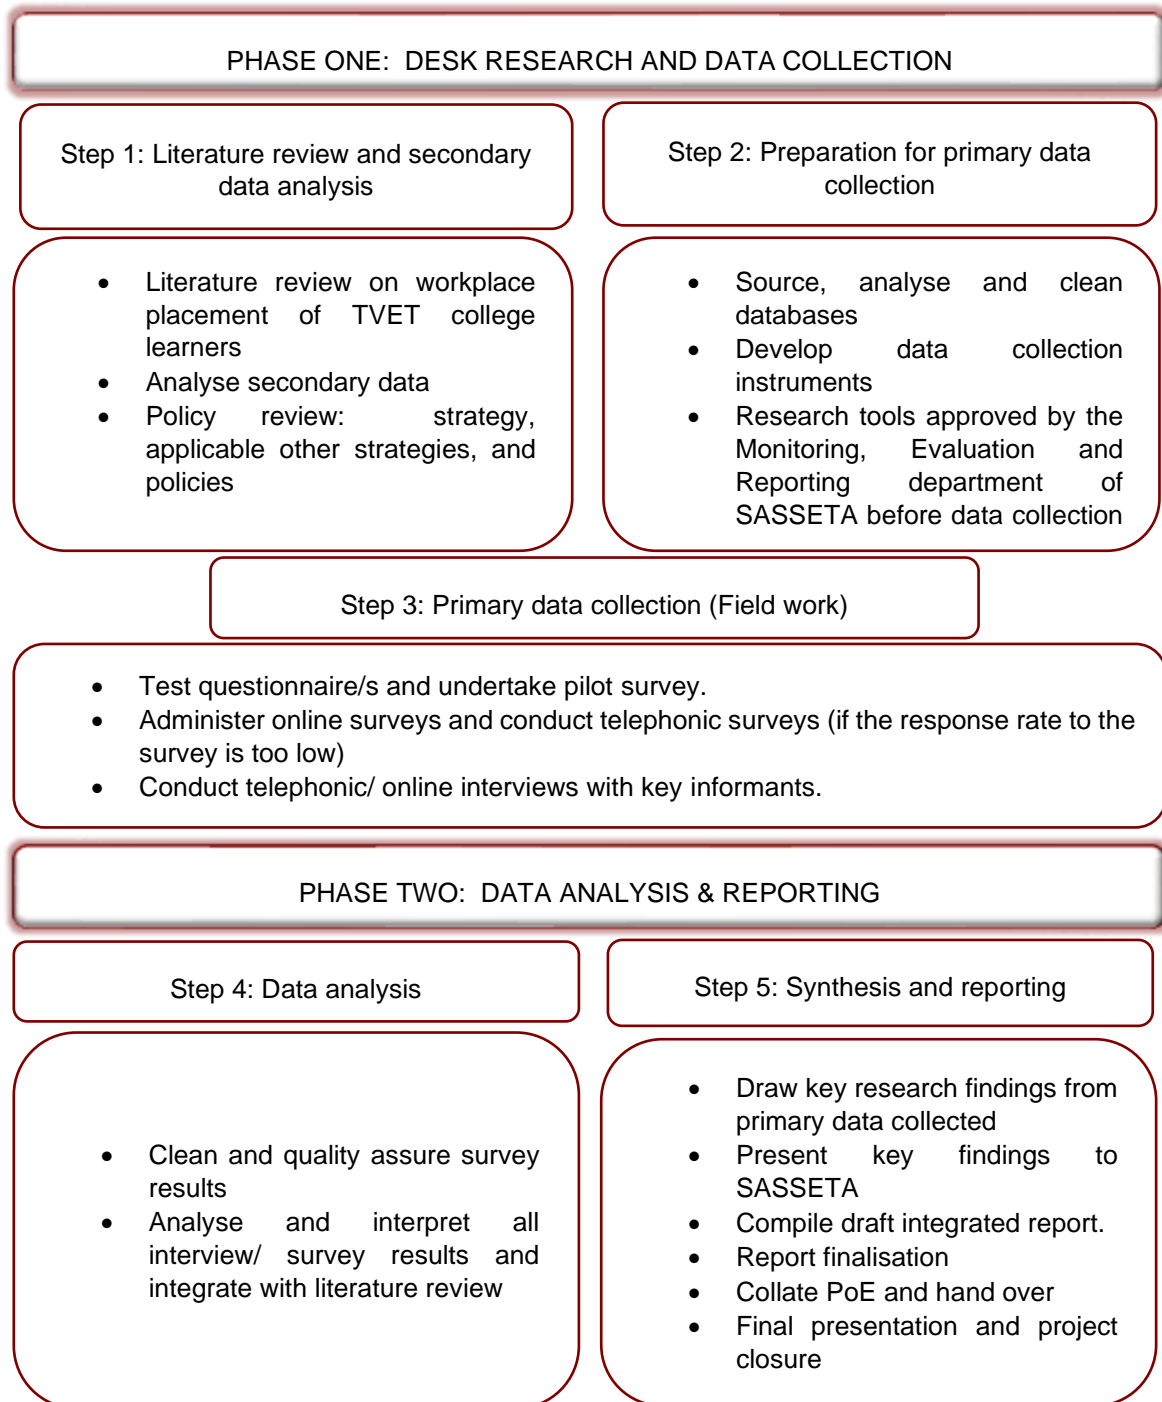 PHASE ONE: DESK RESEARCH AND DATA COLLECTION
Step 1: Literature review and secondary
data analysis
Step 2: Preparation for primary data
collection
• Literature review on workplace
placement of TVET college
learners
• Analyse secondary data
• Policy review: strategy,
applicable other strategies, and
policies
• Source, analyse and clean
databases
• Develop data collection
instruments
• Research tools approved by the
Monitoring, Evaluation and
Reporting department of
SASSETA before data collection
Step 3: Primary data collection (Field work)
• Test questionnaire/s and undertake pilot survey.
• Administer online surveys and conduct telephonic surveys (if the response rate to the
survey is too low)
• Conduct telephonic/ online interviews with key informants.
PHASE TWO: DATA ANALYSIS & REPORTING
Step 4: Data analysis
Step 5: Synthesis and reporting
• Clean and quality assure survey
results
• Analyse and interpret all
interview/ survey results and
integrate with literature review
• Draw key research findings from
primary data collected
• Present key findings to
SASSETA
• Compile draft integrated report.
• Report finalisation
• Collate PoE and hand over
• Final presentation and project
closure